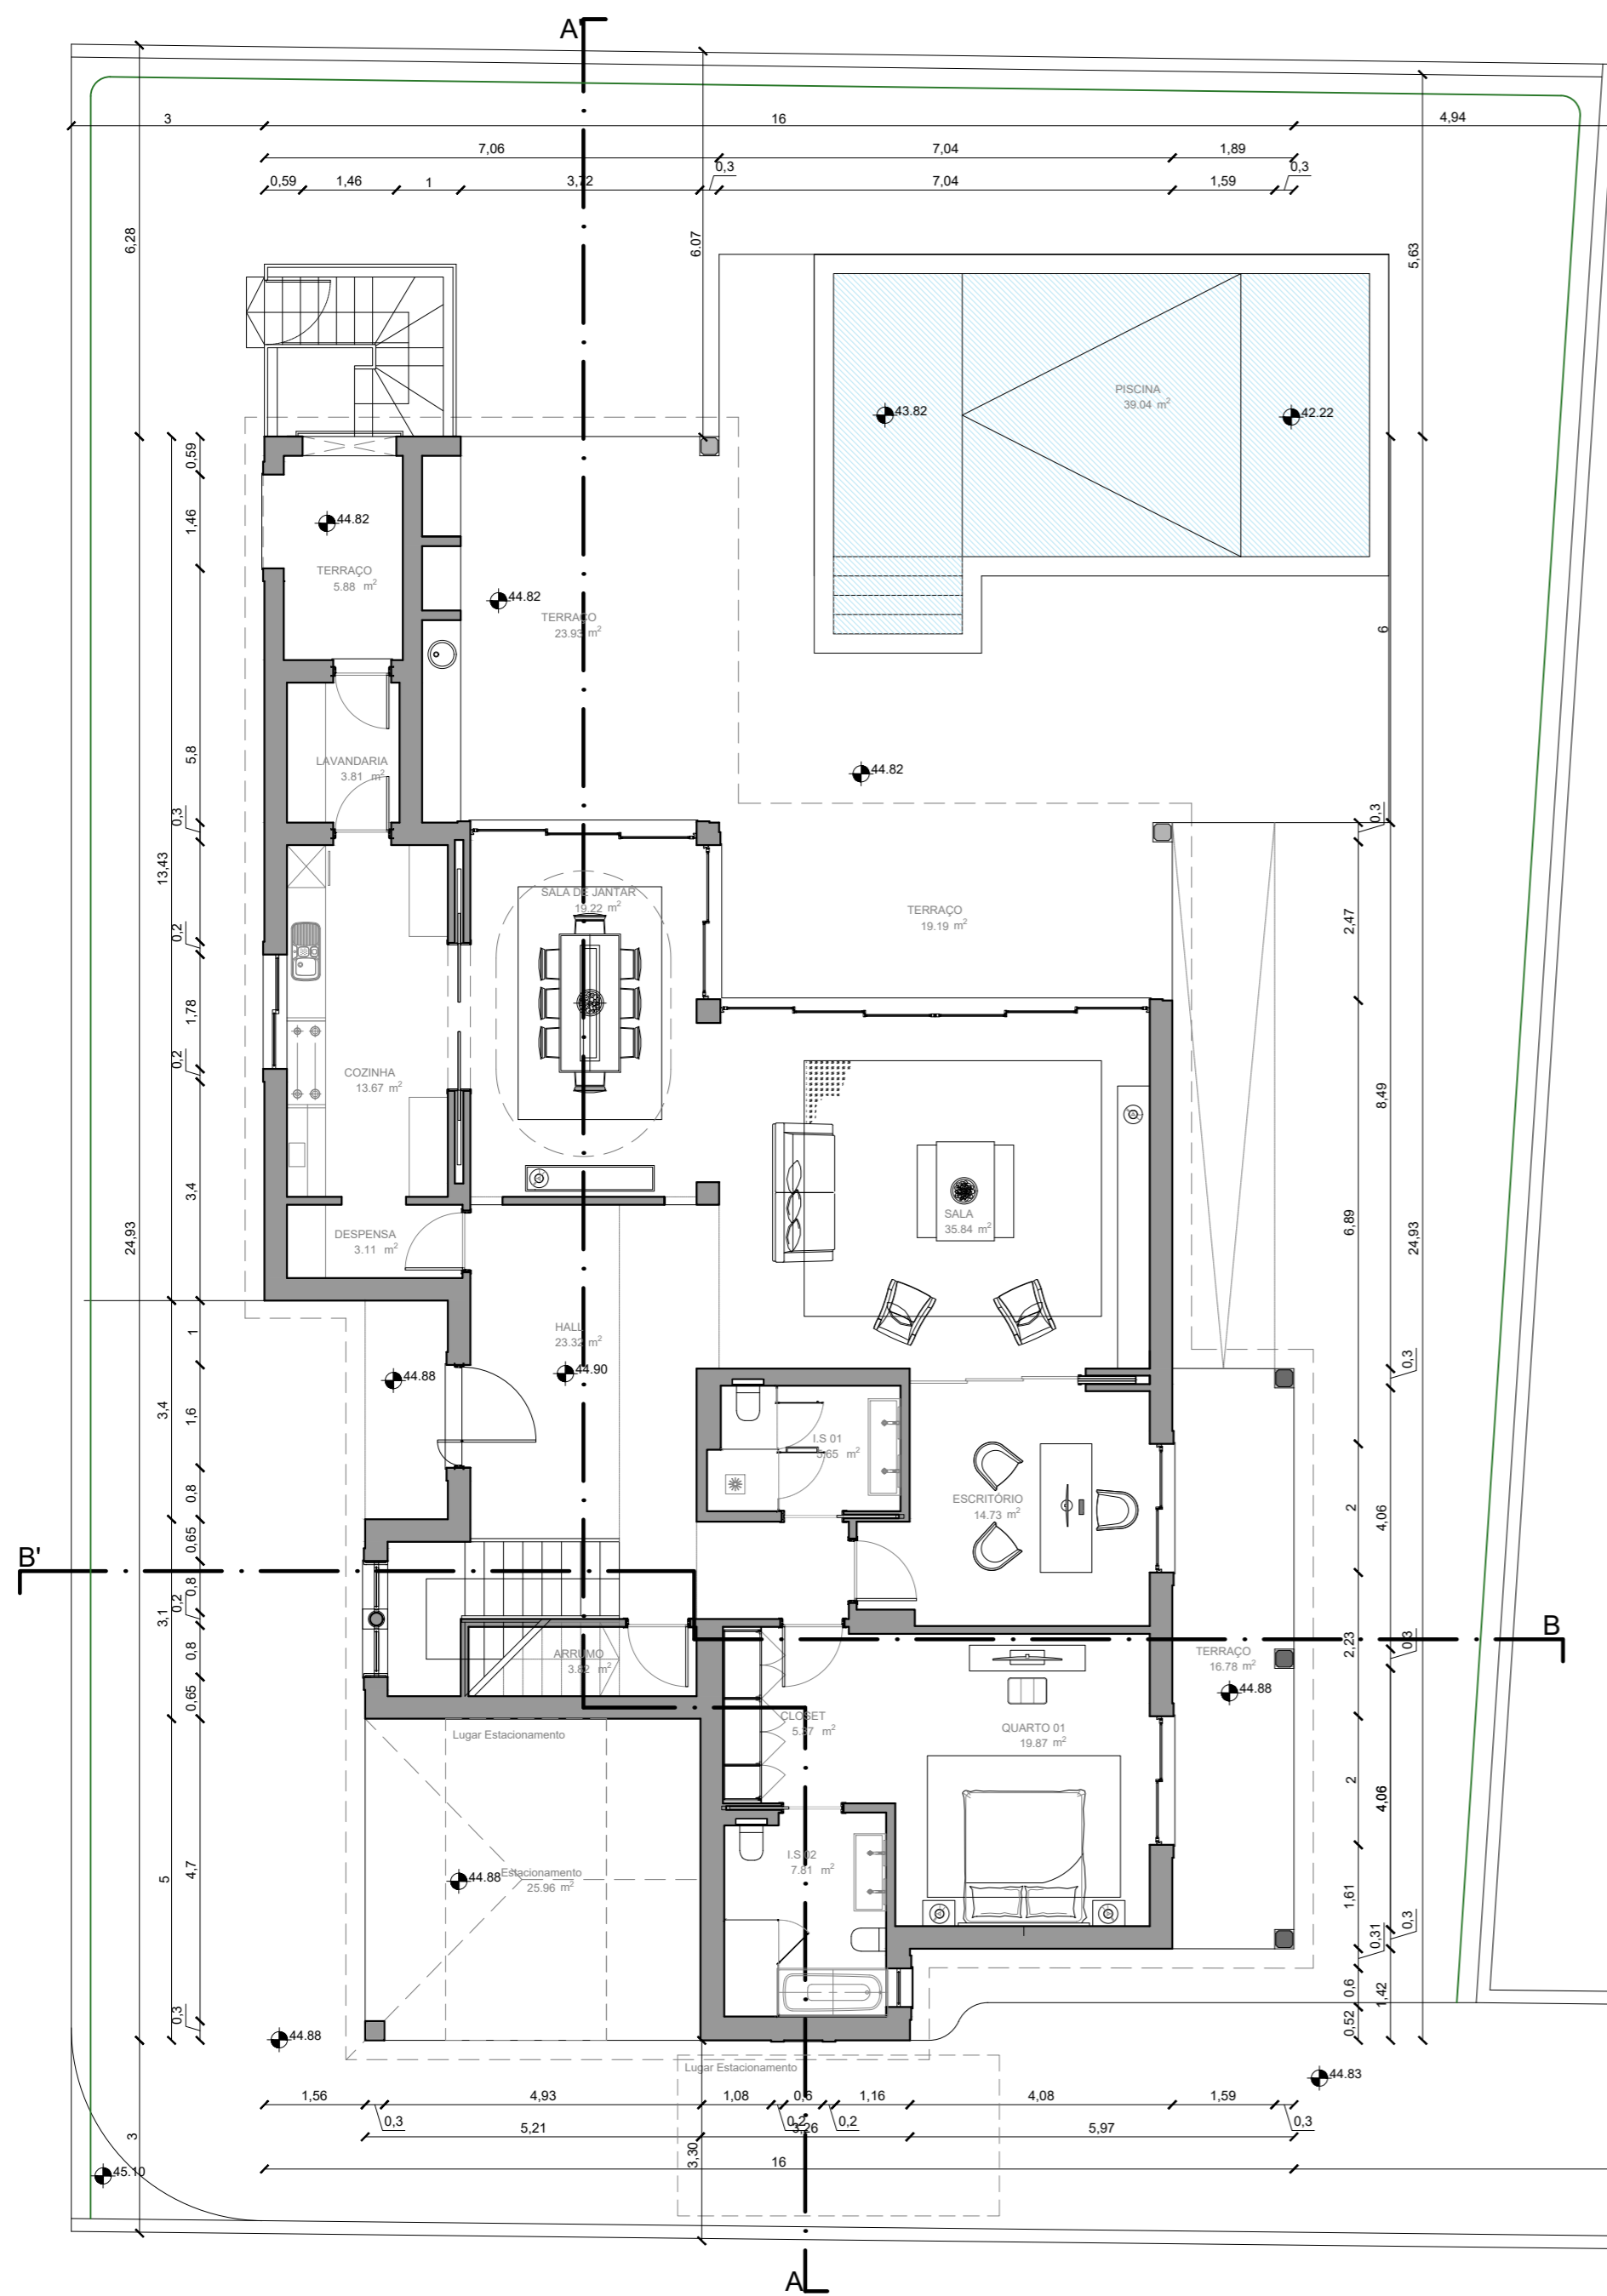 A'
3
16
4,94
7,06
7,04
1,89
0,3
0,3
0,59
1,46
1
3,72
7,04
1,59
6,28
6.07
5,63
PISCINA
39.04 m²
43.82
42.22
0,59
1,46
44.82
TERRAÇO
5.88 m²
44.82
TERRAÇO
23.93 m²
6
5,8
LAVANDARIA
3.81 m²
44.82
0,3
0,3
13,43
SALA DE JANTAR
19.22 m²
TERRAÇO
19.19 m²
2,47
0,2
1,78
0,2
COZINHA
13.67 m²
8,49
3,4
SALA
35.84 m²
24,93
DESPENSA
3.11 m²
6,89
24,93
1
HALL
23.32 m²
44.88
44.90
0,3
3,4
1,6
I.S 01
5.65 m²
0,8
ESCRITÓRIO
14.73 m²
2
4,06
0,65
B'
0,8
0,2
3,1
0,8
ARRUMO
3.82 m²
2,23
0,3
B
TERRAÇO
16.78 m²
44.88
0,65
Lugar Estacionamento
CLOSET
QUARTO 01
19.87 m²
2
4,06
5
4,7
44.88
Estacionamento
25.96 m²
I.S 02
7.81 m²
1,61
0,31
0,3
0,6
1,42
0,3
0,52
44.88
Lugar Estacionamento
44.83
1,56
4,93
1,08
0,6
1,16
4,08
1,59
0,3
0,2
0,2
0,3
5,21
3,26
5,97
3
3,30
16
45.10
A